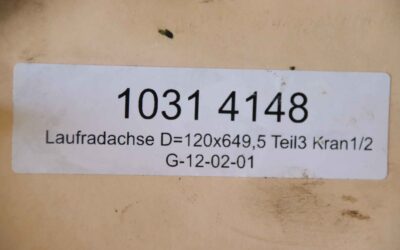 1031 4148
Laufradachse D=120x649,5 Teil3 Kran1/2
G-12-02-01